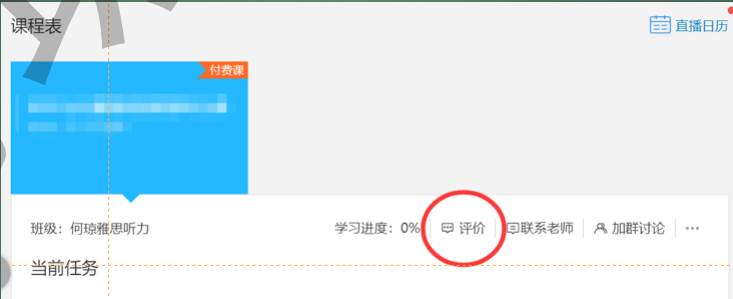 课程表
直播日历
付费课
班级：何琼雅思听力
学习进度：0% 评价 联系老师 加群讨论 ...
当前任务